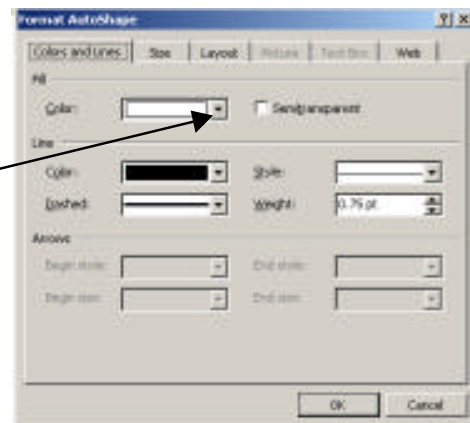 Format AutoShape
Colors and Lines Size Layout Picture Text Box Web
Fill
Color: Semitransparent
Line
Color: Style:
Dashed: Weight: 0.75 pt
Arrows
Begin style: End style:
Begin size: End size:
OK Cancel